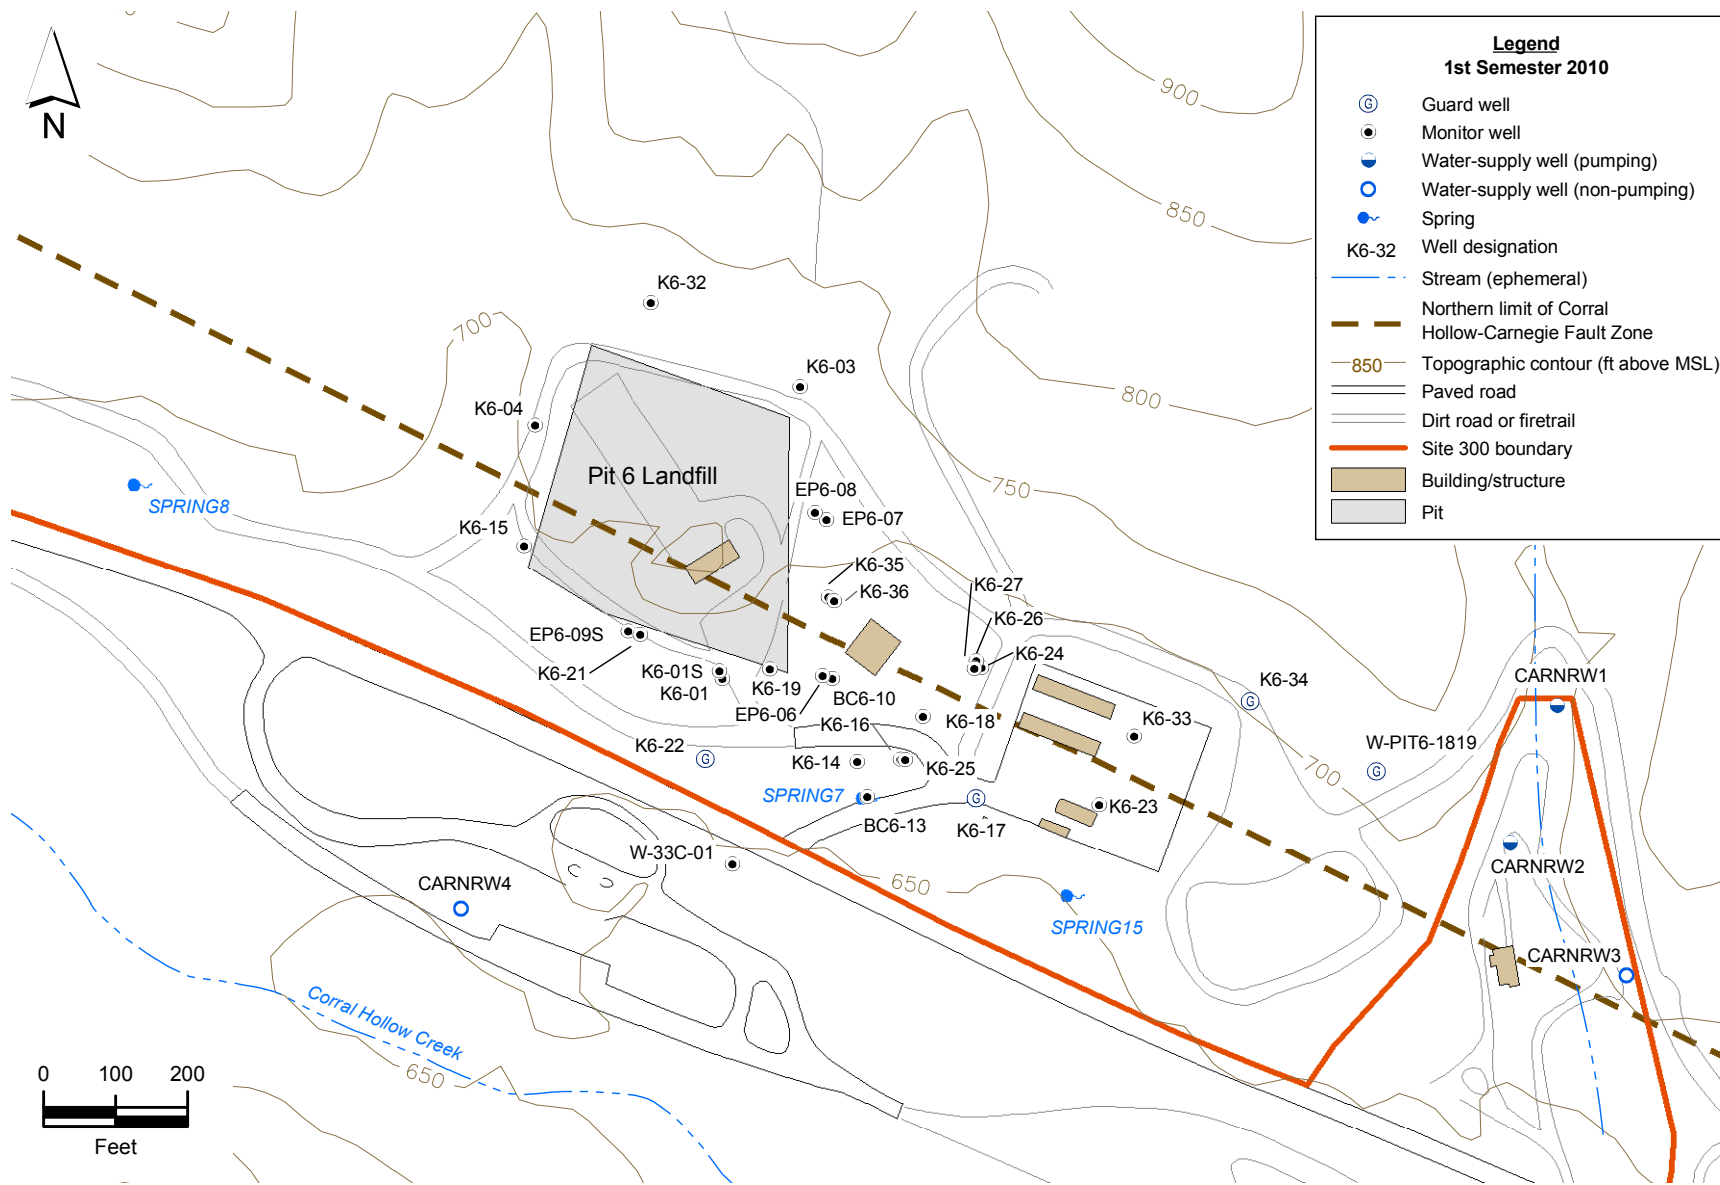 Legend
1st Semester 2010
Guard well
Monitor well
Water-supply well (pumping)
Water-supply well (non-pumping)
Spring
K6-32 Well designation
Stream (ephemeral)
Northern limit of Corral
Hollow-Carnegie Fault Zone
850 Topographic contour (ft above MSL)
Paved road
Dirt road or firetrail
Site 300 boundary
Building/structure
Pit
N
900
850
K6-32
700
K6-03
800
K6-04
Pit 6 Landfill
750
EP6-08
SPRING8
EP6-07
K6-15
K6-35
K6-27
K6-36
K6-26
EP6-09S
K6-24
K6-21
K6-01S
K6-19
K6-01
BC6-10
K6-34
CARNRW1
EP6-06
K6-16
K6-18
K6-33
K6-22
W-PIT6-1819
K6-14
K6-25
700
SPRING7
BC6-13
K6-17
K6-23
W-33C-01
CARNRW2
CARNRW4
650
SPRING15
CARNRW3
Corral Hollow Creek
650
0 100 200
Feet
G
G
G
G
G